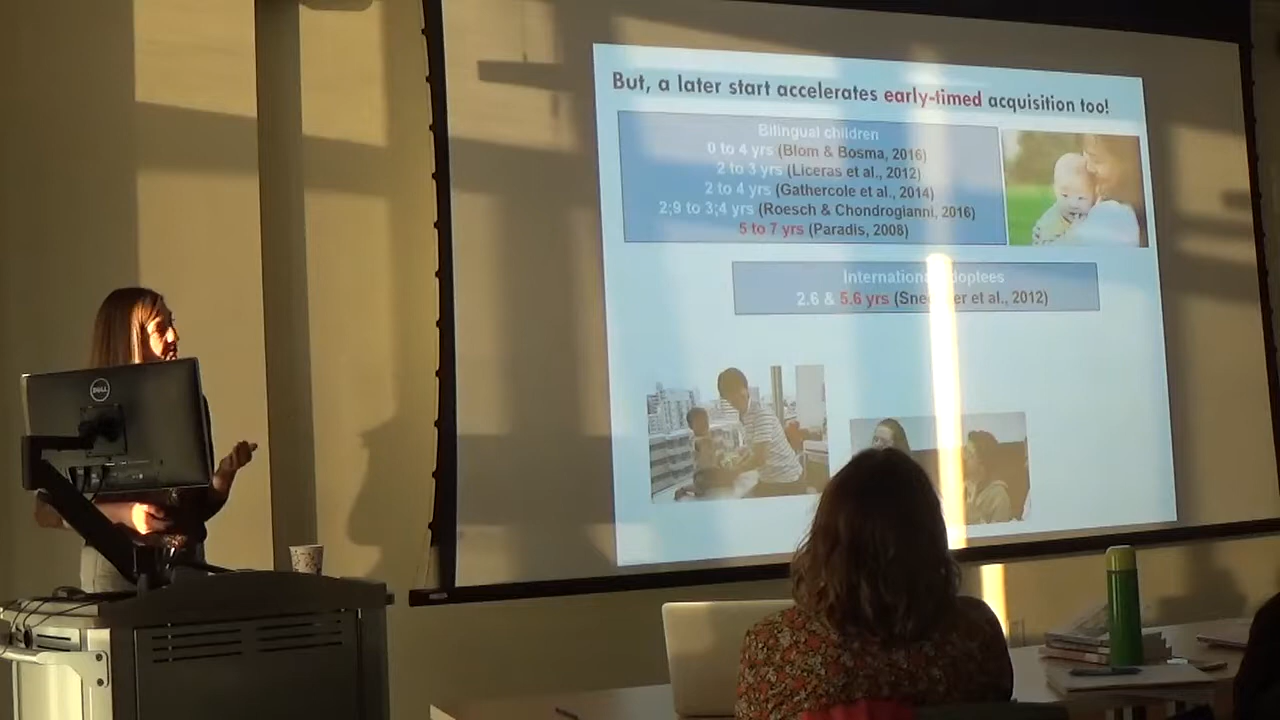 But, a later start accelerates early-timed acquisition too!
Bilingual children
0 to 4 yrs (Blom & Bosma, 2016)
2 to 3 yrs (Liceras et al., 2012)
2 to 4 yrs (Gathercole et al., 2014)
2;9 to 3;4 yrs (Roesch & Chondrogianni, 2016)
5 to 7 yrs (Paradis, 2008)
2.6 & 5.6 yrs (et al., 2012)
DELL